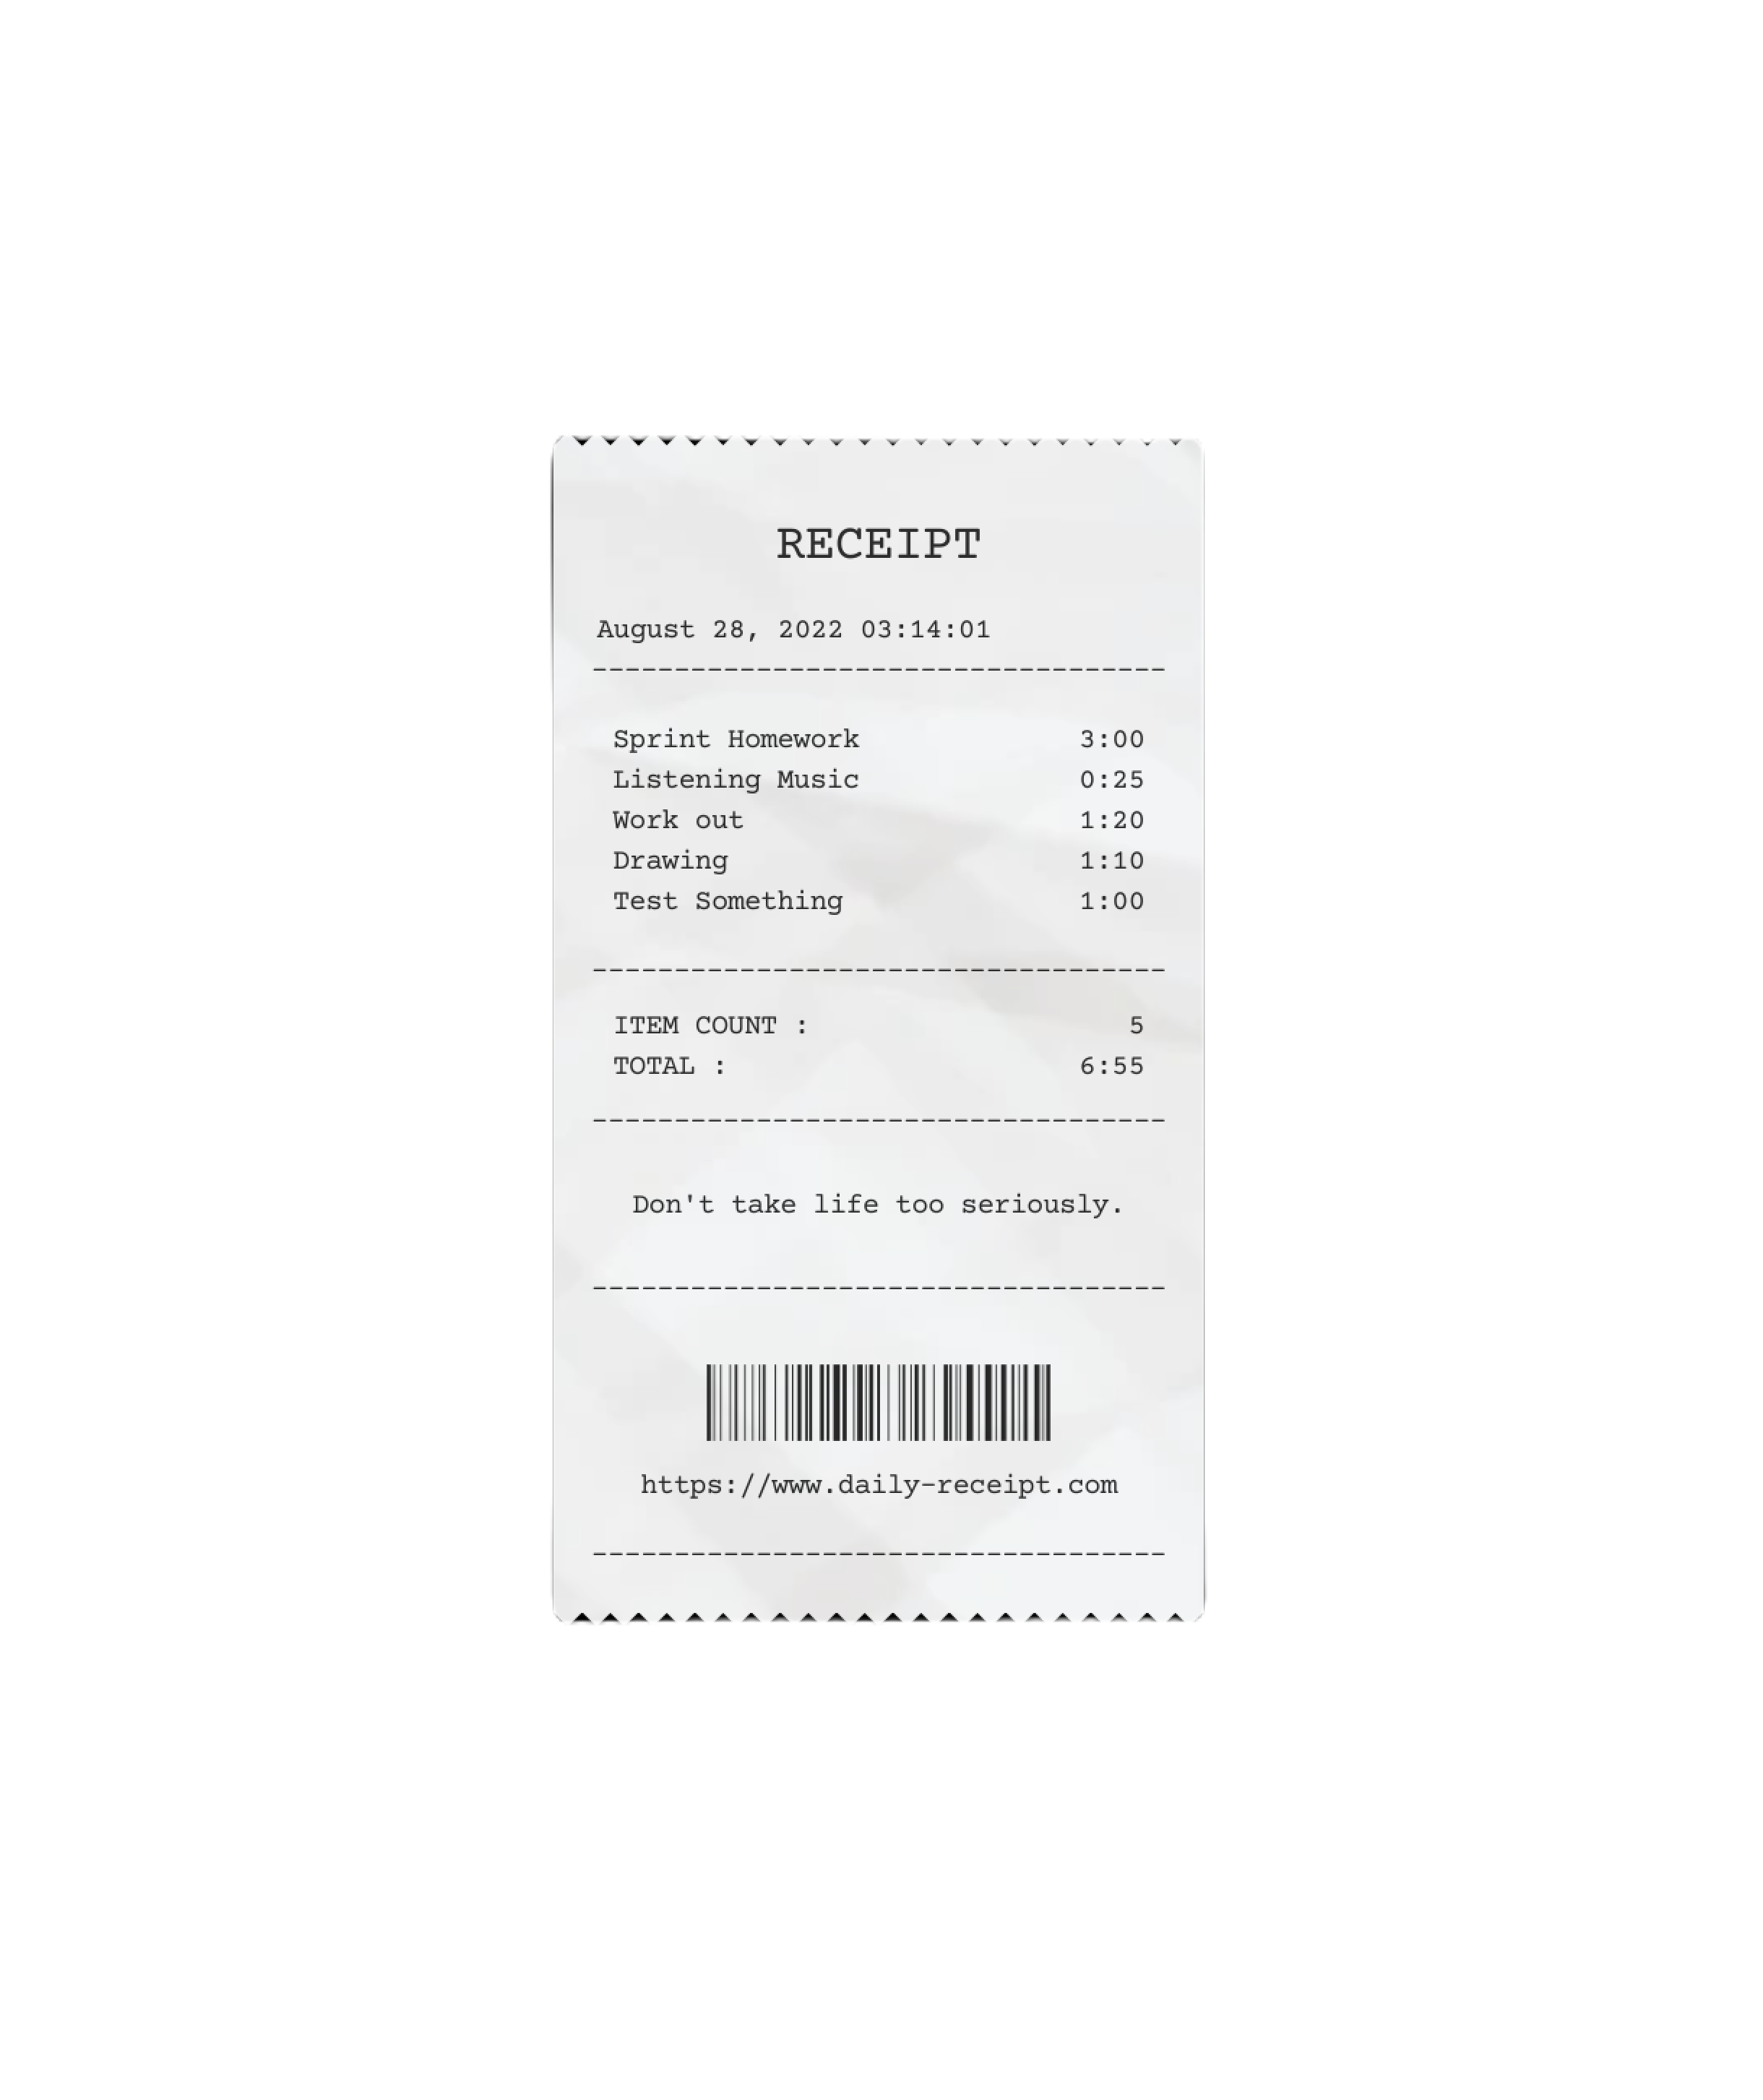 RECEIPT
August 28, 2022 03:14:01
-----------------------------------
Sprint Homework 3:00
Listening Music 0:25
Work out 1:20
Drawing 1:10
Test Something 1:00
-----------------------------------
ITEM COUNT : 5
TOTAL : 6:55
-----------------------------------
Don't take life too seriously.
-----------------------------------
https://www.daily-receipt.com
-----------------------------------